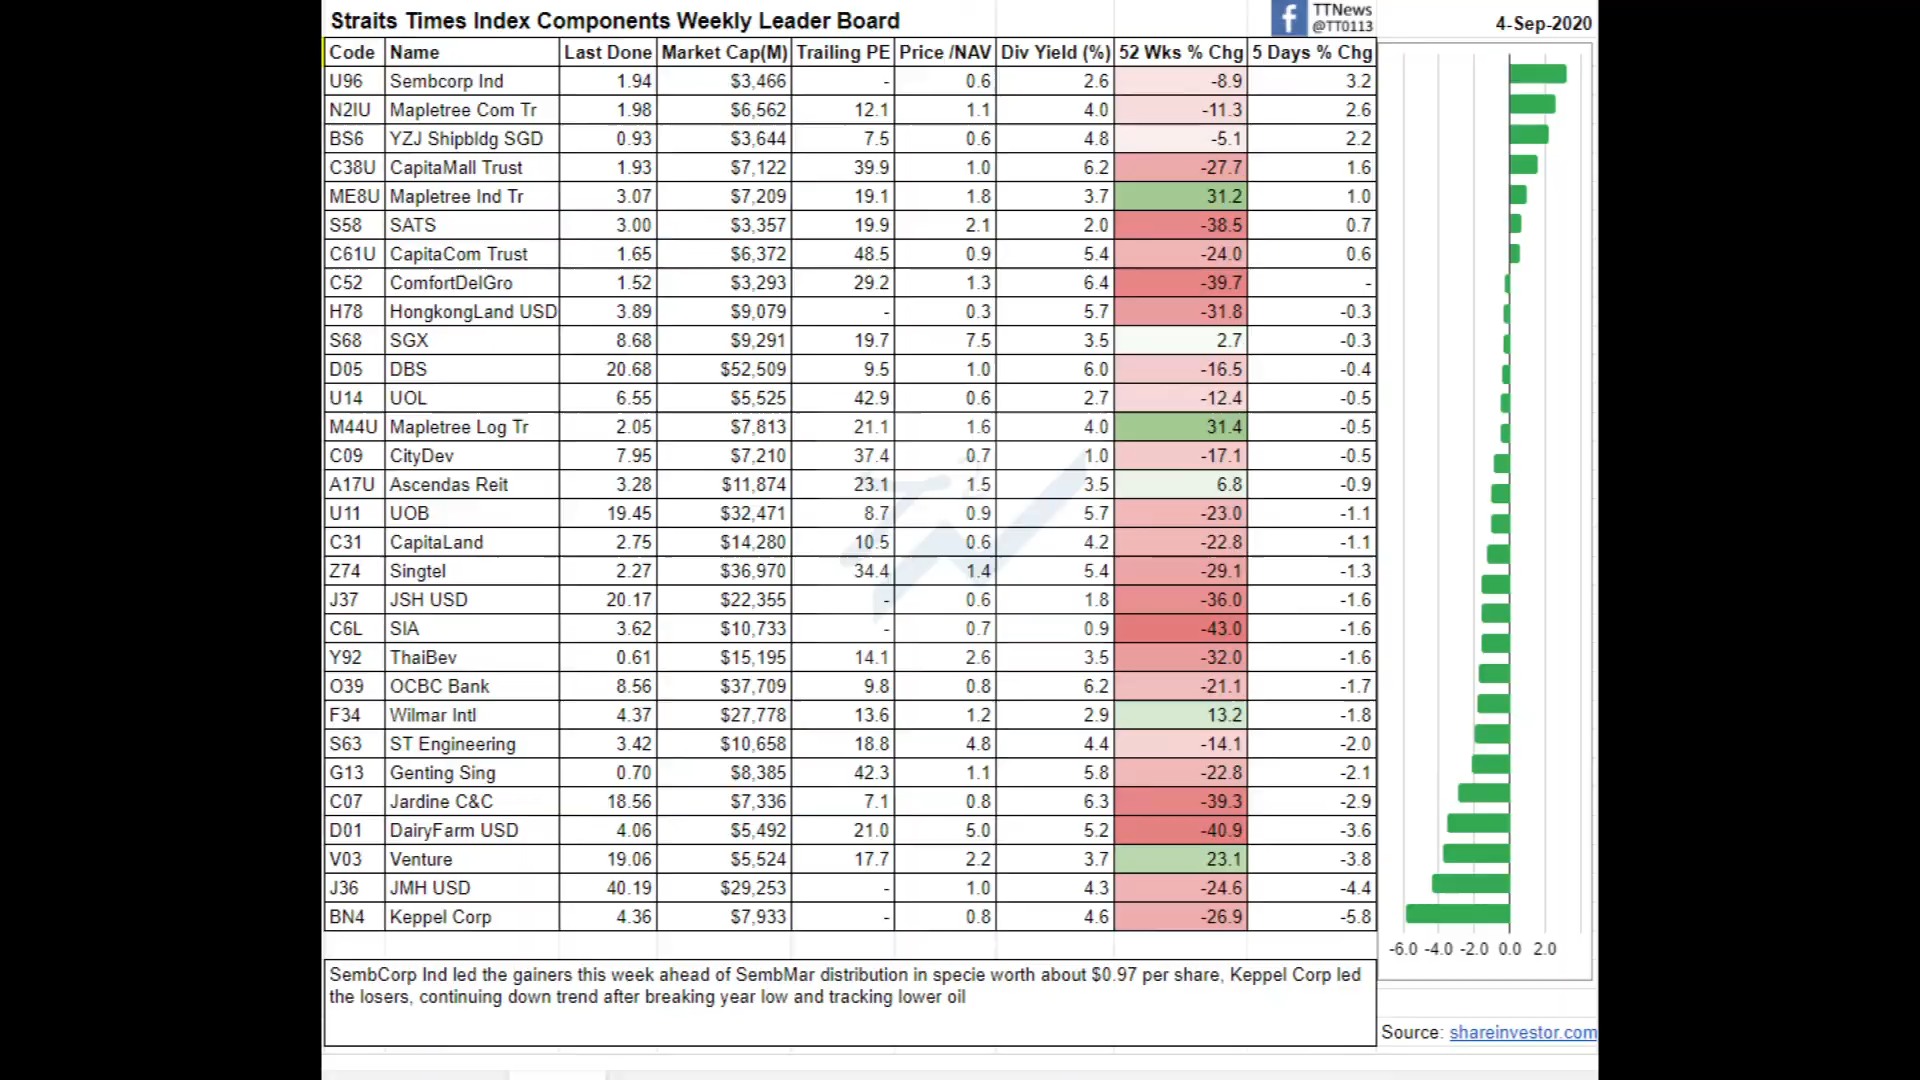 Straits Times Index Components Weekly Leader Board
f TTNews
@TT0113
4-Sep-2020
Code Name Last Done Market Cap(M) Trailing PE Price /NAV Div Yield (%) 52 Wks % Chg 5 Days % Chg
U96 Sembcorp Ind 1.94 $3,466 - 0.6 2.6 -8.9 3.2
N2IU Mapletree Com Tr 1.98 $6,562 12.1 1.1 4.0 -11.3 2.6
BS6 YZJ Shipbldg SGD 0.93 $3,644 7.5 0.6 4.8 -5.1 2.2
C38U CapitaMall Trust 1.93 $7,122 39.9 1.0 6.2 -27.7 1.6
ME8U Mapletree Ind Tr 3.07 $7,209 19.1 1.8 3.7 31.2 1.0
S58 SATS 3.00 $3,357 19.9 2.1 2.0 -38.5 0.7
C61U CapitaCom Trust 1.65 $6,372 48.5 0.9 5.4 -24.0 0.6
C52 ComfortDelGro 1.52 $3,293 29.2 1.3 6.4 -39.7 -
H78 HongkongLand USD 3.89 $9,079 - 0.3 5.7 -31.8 -0.3
S68 SGX 8.68 $9,291 19.7 7.5 3.5 2.7 -0.3
D05 DBS 20.68 $52,509 9.5 1.0 6.0 -16.5 -0.4
U14 UOL 6.55 $5,525 42.9 0.6 2.7 -12.4 -0.5
M44U Mapletree Log Tr 2.05 $7,813 21.1 1.6 4.0 31.4 -0.5
C09 CityDev 7.95 $7,210 37.4 0.7 1.0 -17.1 -0.5
A17U Ascendas Reit 3.28 $11,874 23.1 1.5 3.5 6.8 -0.9
U11 UOB 19.45 $32,471 8.7 0.9 5.7 -23.0 -1.1
C31 CapitaLand 2.75 $14,280 10.5 0.6 4.2 -22.8 -1.1
Z74 Singtel 2.27 $36,970 34.4 1.4 5.4 -29.1 -1.3
J37 JSH USD 20.17 $22,355 - 0.6 1.8 -36.0 -1.6
C6L SIA 3.62 $10,733 - 0.7 0.9 -43.0 -1.6
Y92 ThaiBev 0.61 $15,195 14.1 2.6 3.5 -32.0 -1.6
O39 OCBC Bank 8.56 $37,709 9.8 0.8 6.2 -21.1 -1.7
F34 Wilmar Intl 4.37 $27,778 13.6 1.2 2.9 13.2 -1.8
S63 ST Engineering 3.42 $10,658 18.8 4.8 4.4 -14.1 -2.0
G13 Genting Sing 0.70 $8,385 42.3 1.1 5.8 -22.8 -2.1
C07 Jardine C&C 18.56 $7,336 7.1 0.8 6.3 -39.3 -2.9
D01 DairyFarm USD 4.06 $5,492 21.0 5.0 5.2 -40.9 -3.6
V03 Venture 19.06 $5,524 17.7 2.2 3.7 23.1 -3.8
J36 JMH USD 40.19 $29,253 - 1.0 4.3 -24.6 -4.4
BN4 Keppel Corp 4.36 $7,933 - 0.8 4.6 -26.9 -5.8
-6.0 -4.0 -2.0 0.0 2.0
SembCorp Ind led the gainers this week ahead of SembMar distribution in specie worth about $0.97 per share, Keppel Corp led
the losers, continuing down trend after breaking year low and tracking lower oil
Source: shareinvestor.com